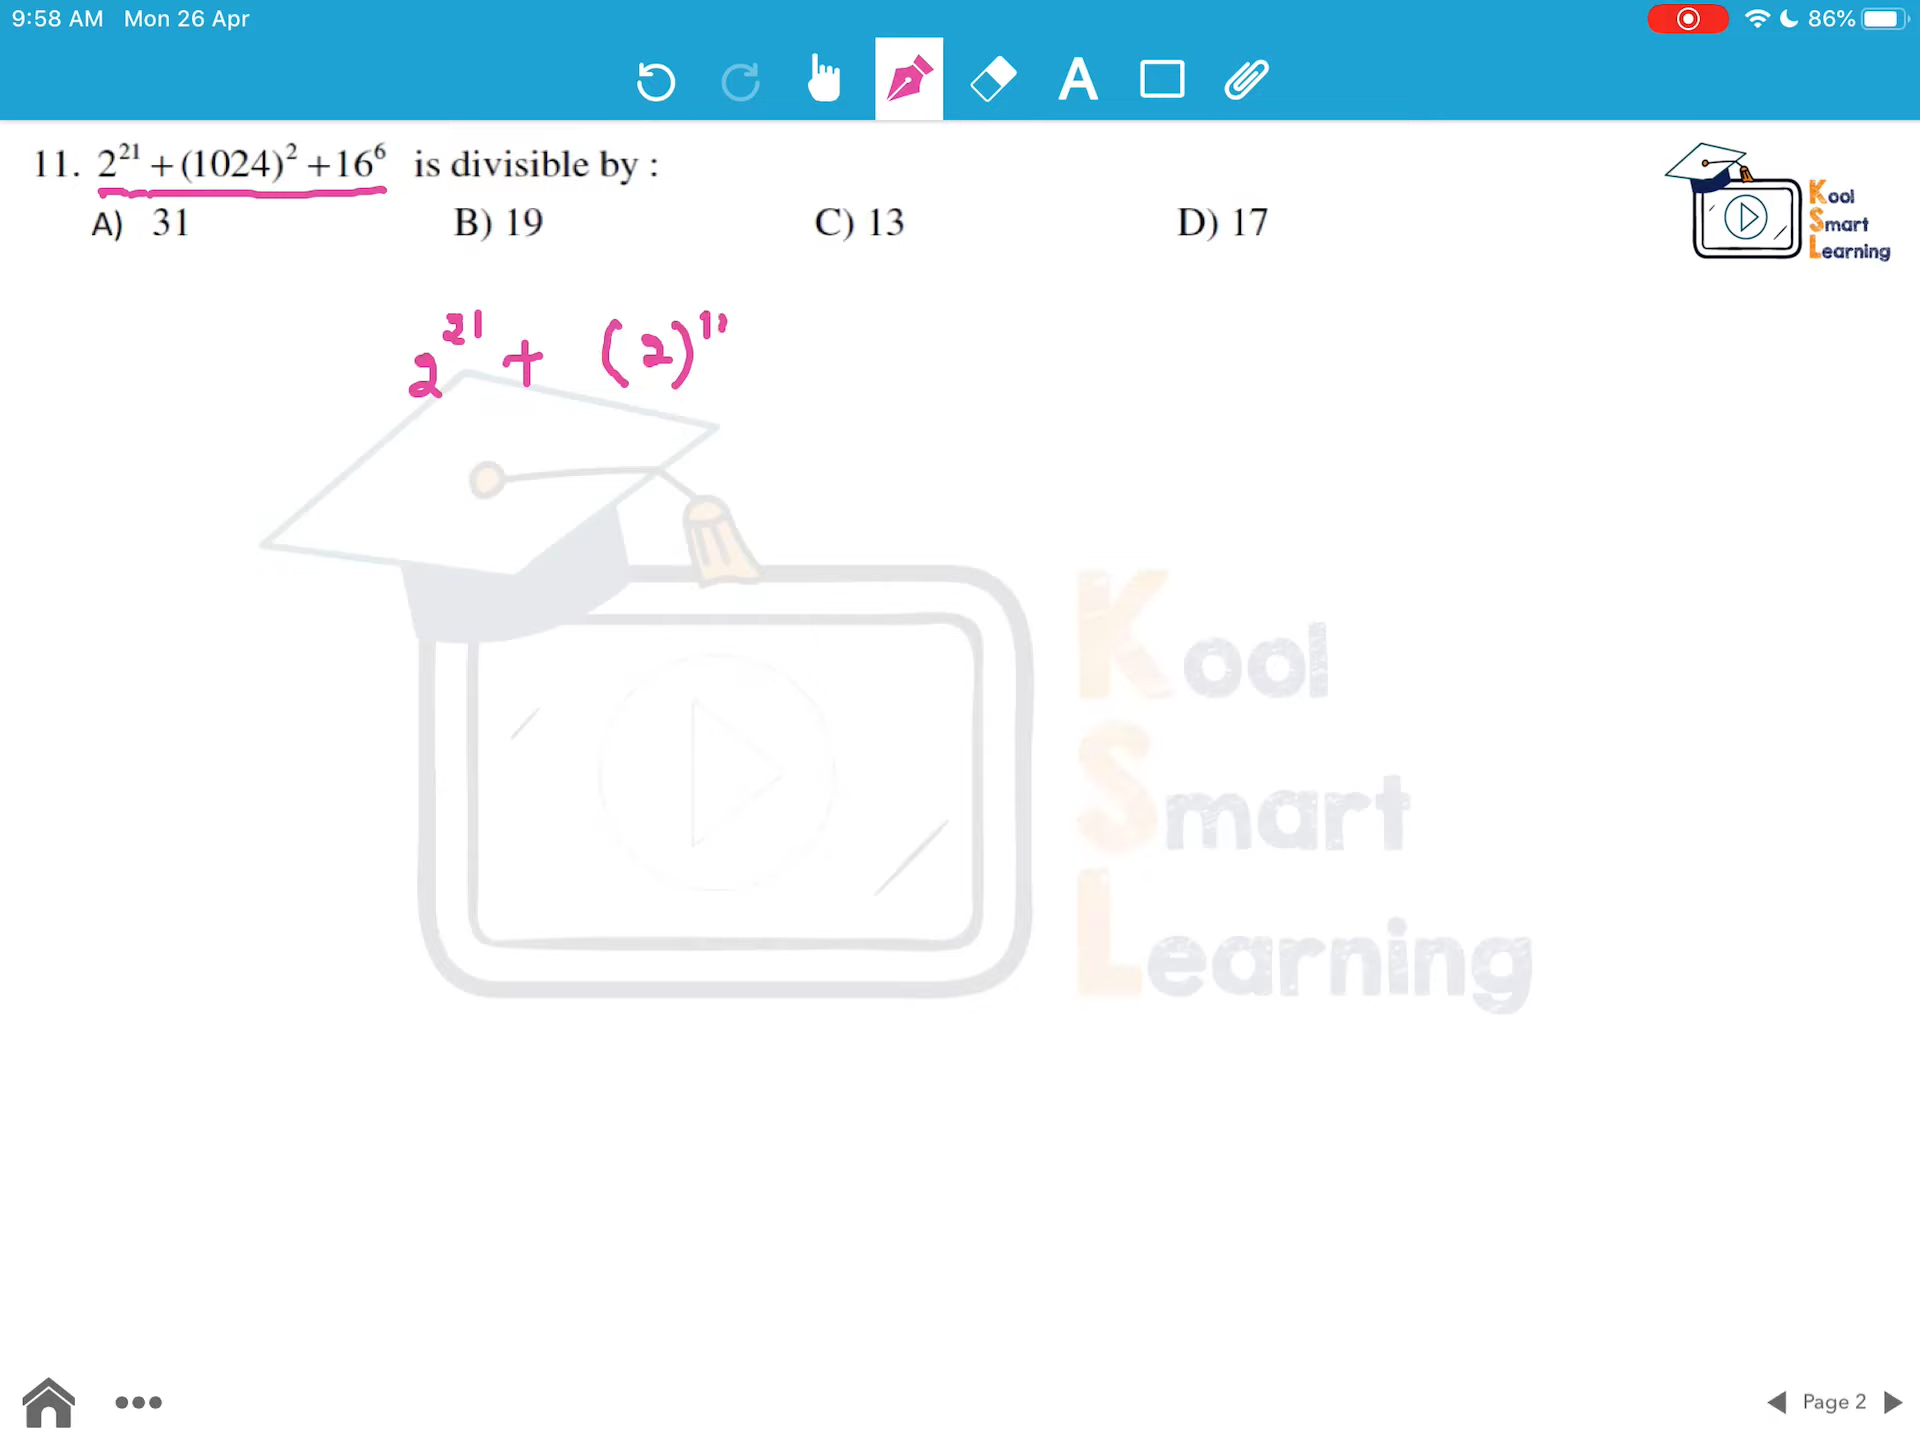 9:58 AM Mon 26 Apr 86%
A
11. 2²¹ + (1024)² + 16⁶ is divisible by :
A) 31 B) 19 C) 13 D) 17
Kool
Smart
Learning
2²¹ + (2)
Kool
Smart
Learning
Page 2